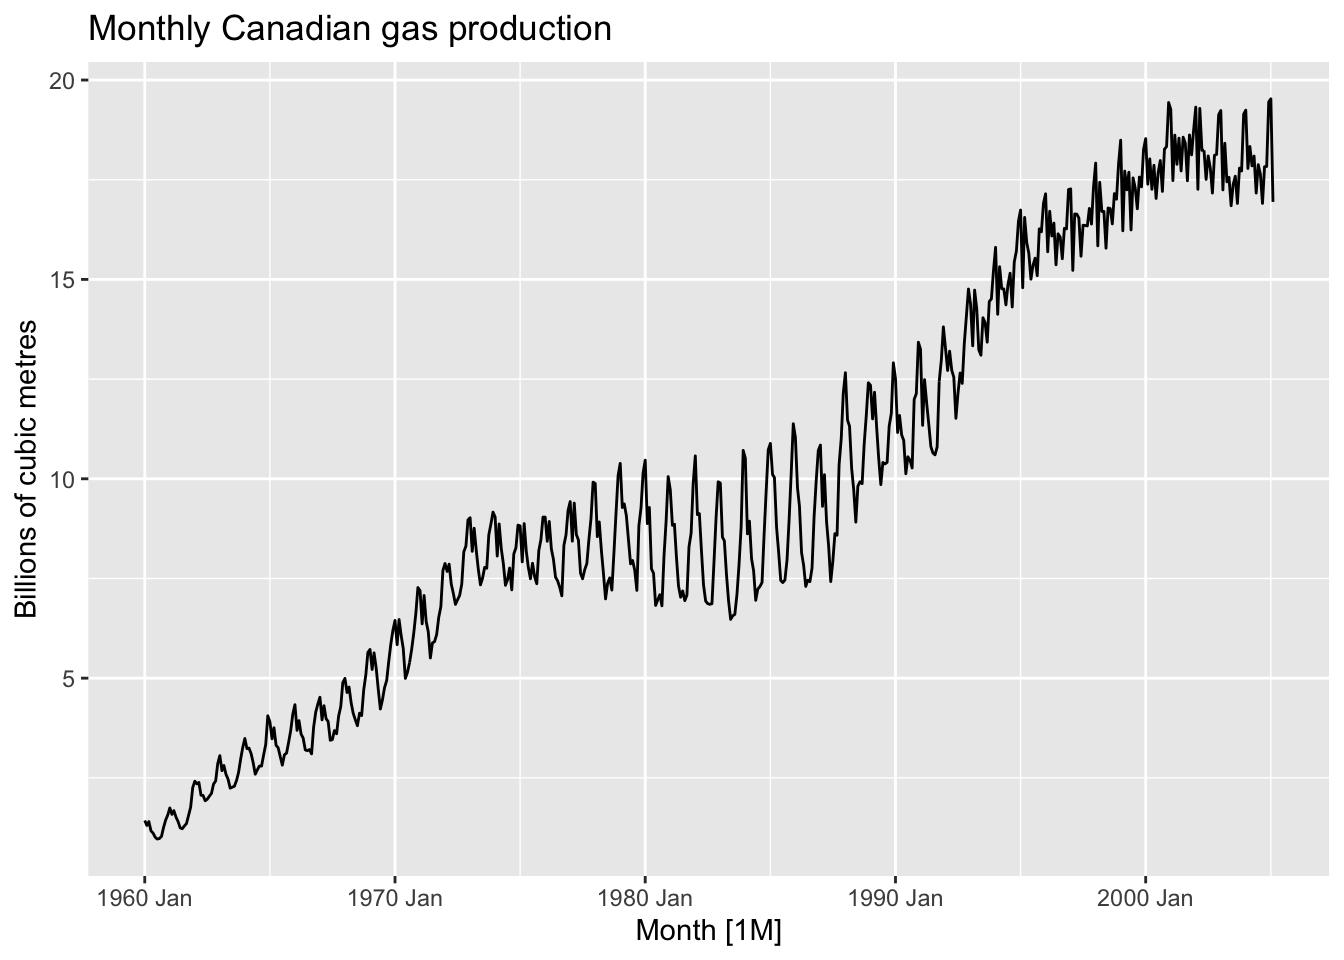 Monthly Canadian gas production
20
15
10
5
Billions of cubic metres
1960 Jan
1970 Jan
1980 Jan
1990 Jan
2000 Jan
Month [1M]